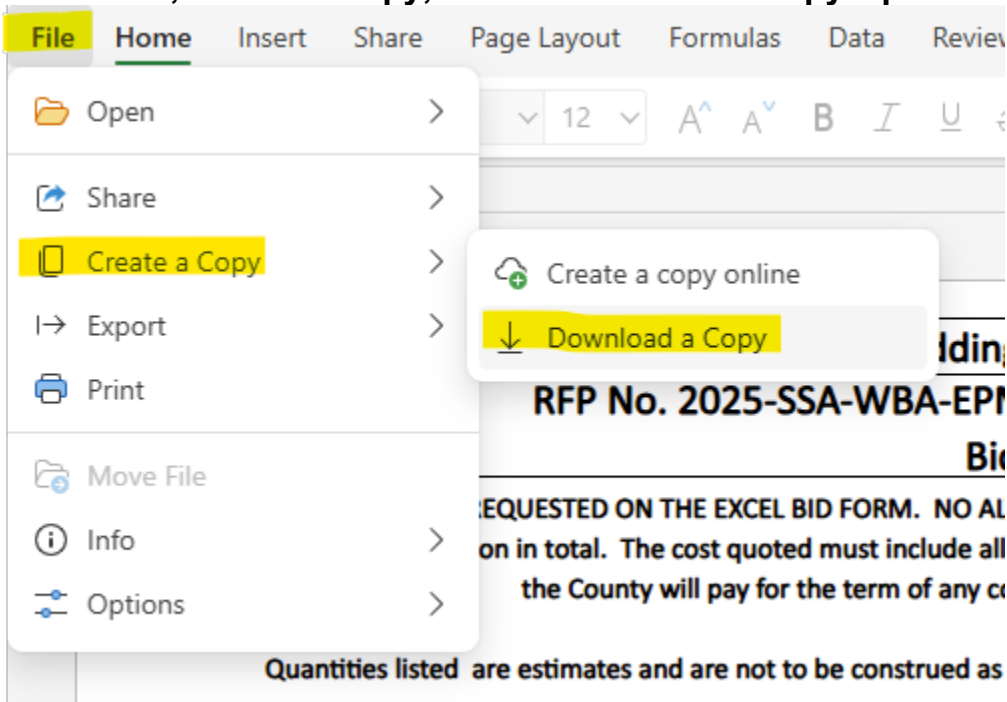 File Home Insert Share Page Layout Formulas Data Review
Open
12 A^ A˅ B I U
Share
Create a Copy
Create a copy online
Export
Download a Copy
Print
RFP No. 2025-SSA-WBA-EPN
Move File
EQUESTED ON THE EXCEL BID FORM. NO AL
Info
on in total. The cost quoted must include all
the County will pay for the term of any co
Options
Quantities listed are estimates and are not to be construed as